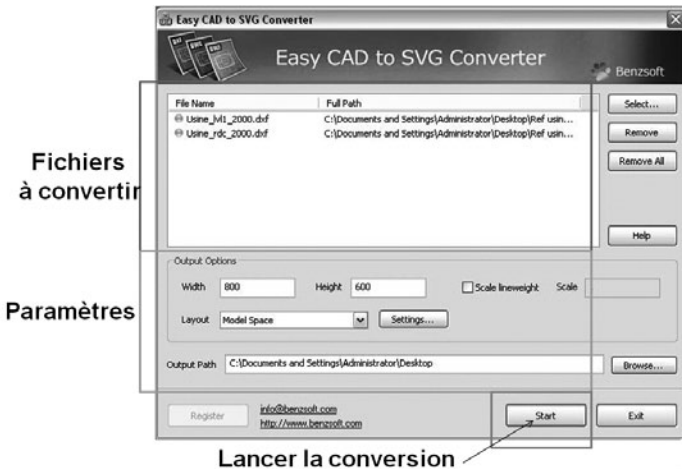 Easy CAD to SVG Converter
Easy CAD to SVG Converter
Benzsoft
File Name Full Path
Usine_lvl1_2000.dxf C:\Documents and Settings\Administrator\Desktop\Ref usin...
Usine_rdc_2000.dxf C:\Documents and Settings\Administrator\Desktop\Ref usin...
Select...
Remove
Remove All
Help
Fichiers
à convertir
Output Options
Width 800 Height 600 Scale lineweight Scale
Paramètres
Layout Model Space Settings...
Output Path C:\Documents and Settings\Administrator\Desktop Browse...
Register
info@benzsoft.com
http://www.benzsoft.com
Start
Exit
Lancer la conversion